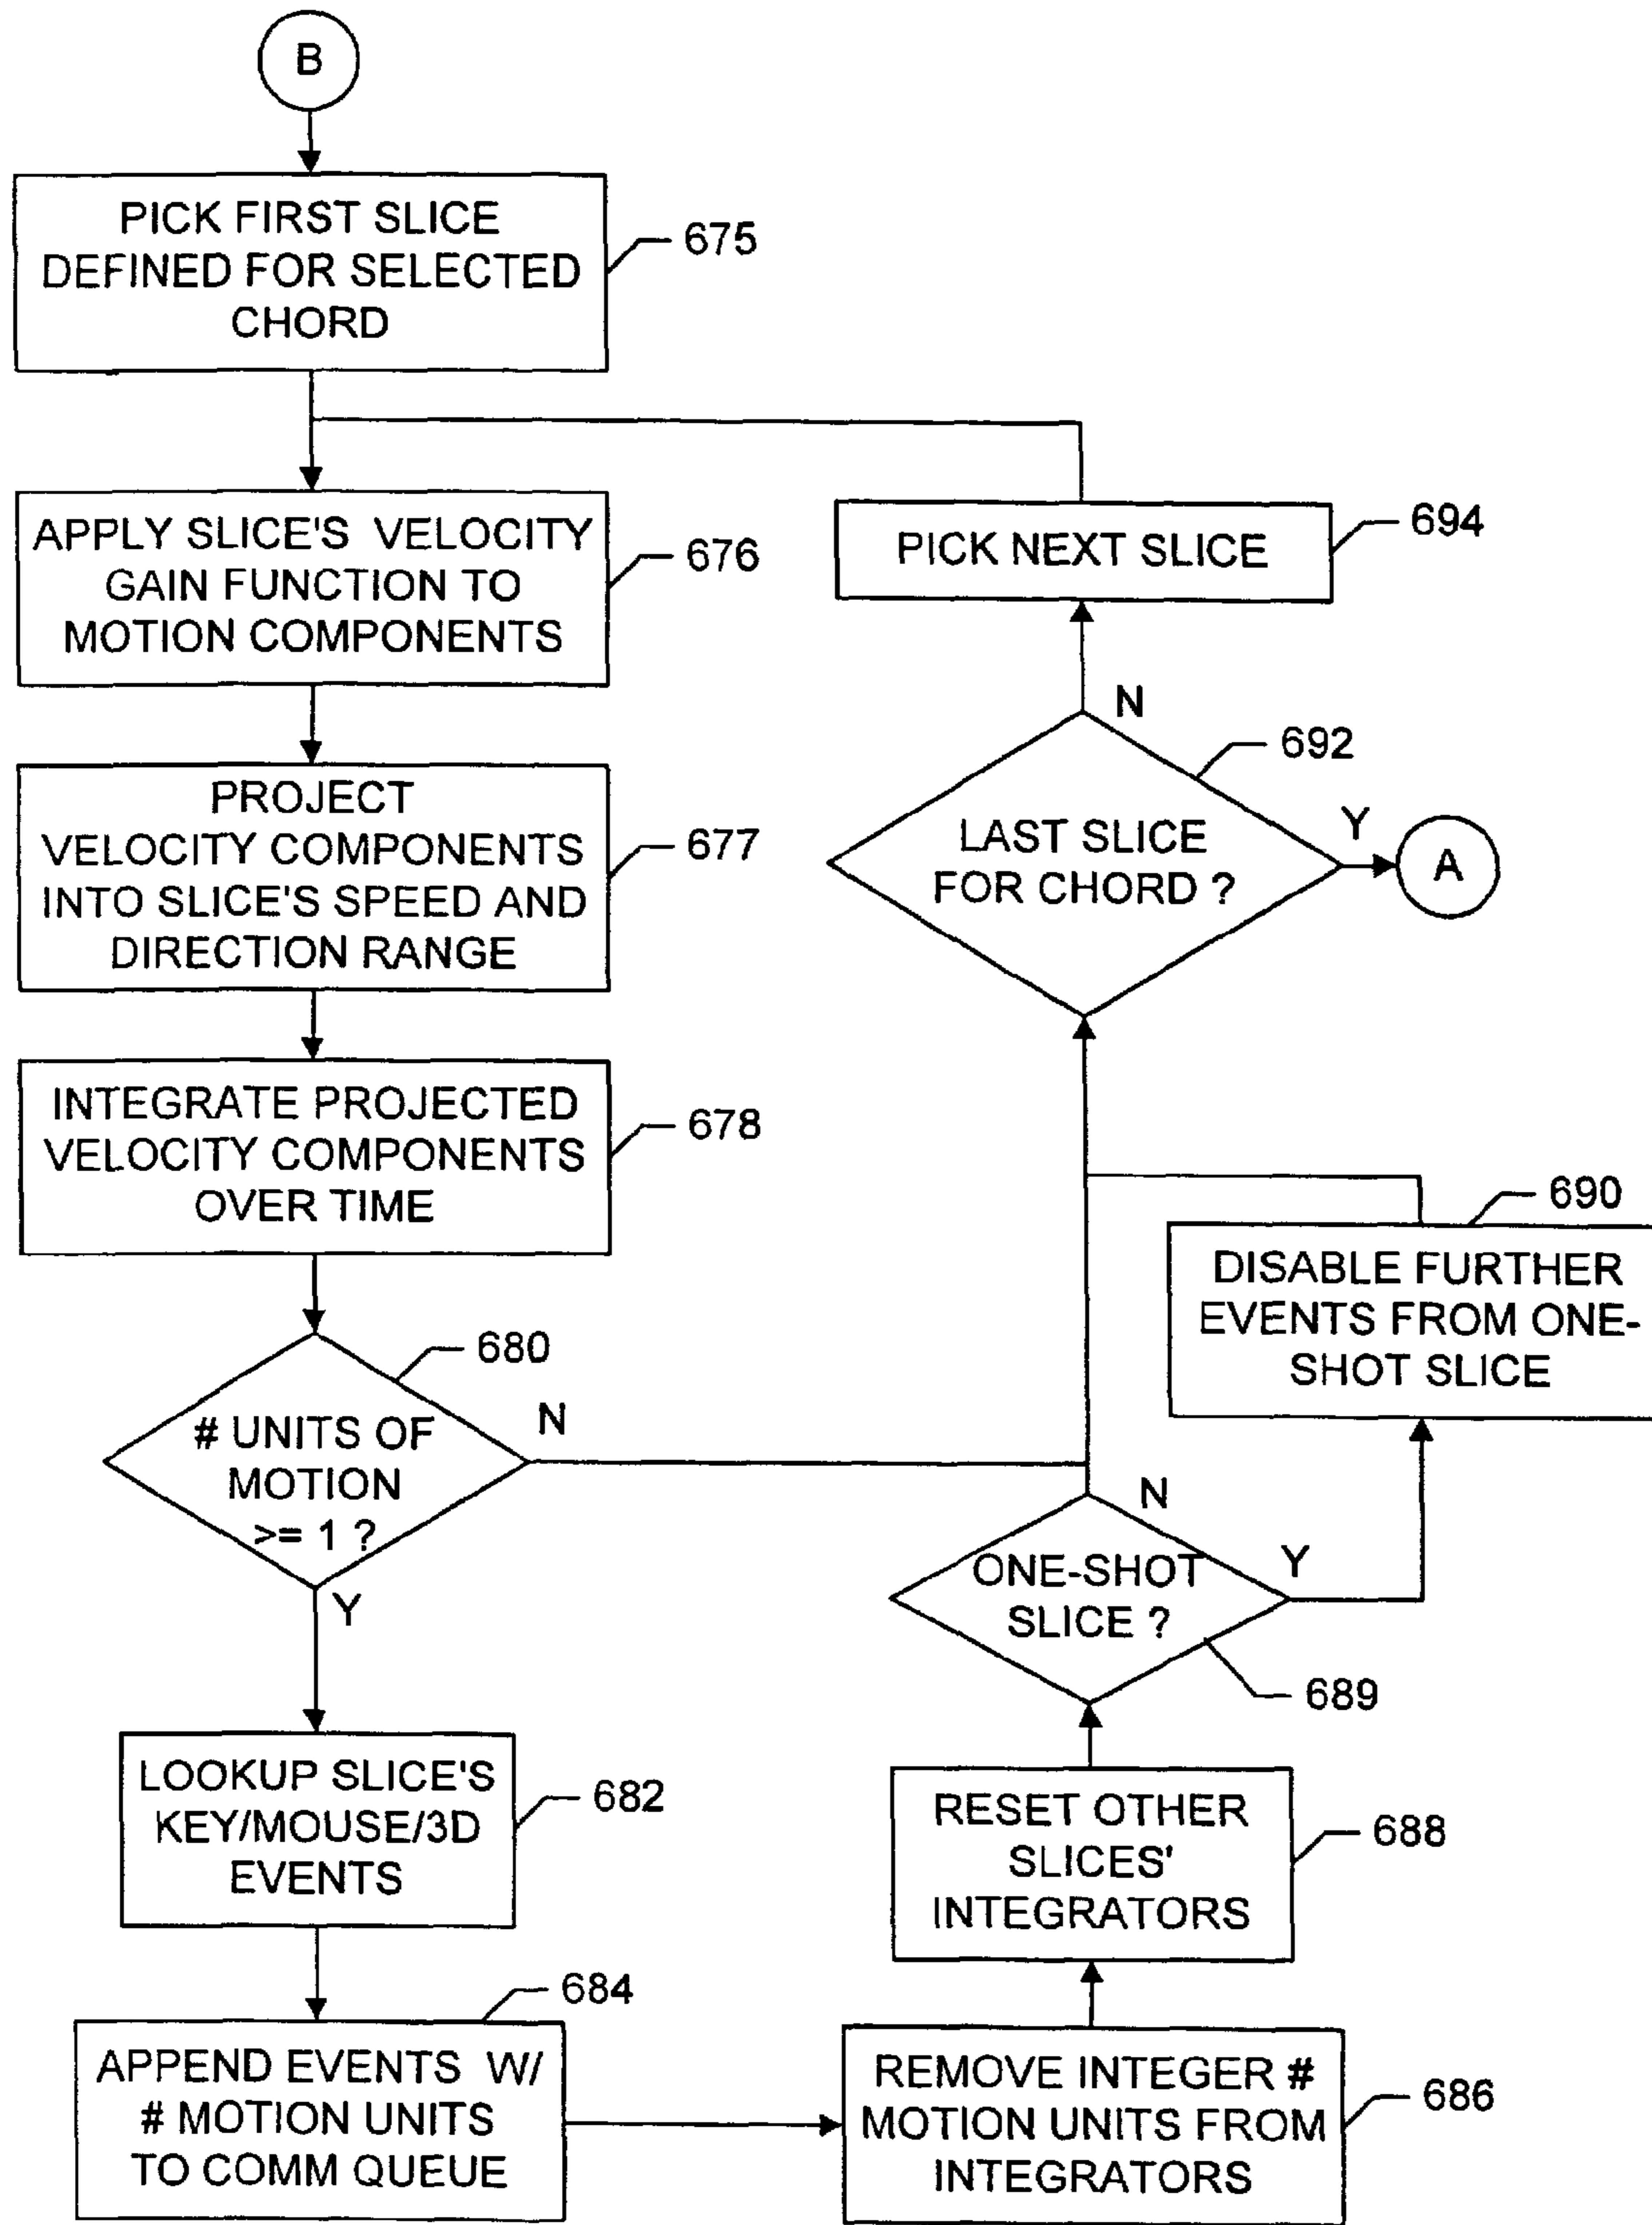 B
PICK FIRST SLICE
DEFINED FOR SELECTED
CHORD
675
APPLY SLICE'S VELOCITY
GAIN FUNCTION TO
MOTION COMPONENTS
676
PROJECT
VELOCITY COMPONENTS
INTO SLICE'S SPEED AND
DIRECTION RANGE
677
INTEGRATE PROJECTED
VELOCITY COMPONENTS
OVER TIME
678
# UNITS OF
MOTION
>= 1 ?
680
N
Y
LOOKUP SLICE'S
KEY/MOUSE/3D
EVENTS
682
APPEND EVENTS W/
# MOTION UNITS
TO COMM QUEUE
684
REMOVE INTEGER #
MOTION UNITS FROM
INTEGRATORS
686
RESET OTHER
SLICES'
INTEGRATORS
688
ONE-SHOT
SLICE ?
689
N
Y
DISABLE FURTHER
EVENTS FROM ONE-
SHOT SLICE
690
LAST SLICE
FOR CHORD ?
692
N
Y
A
PICK NEXT SLICE
694